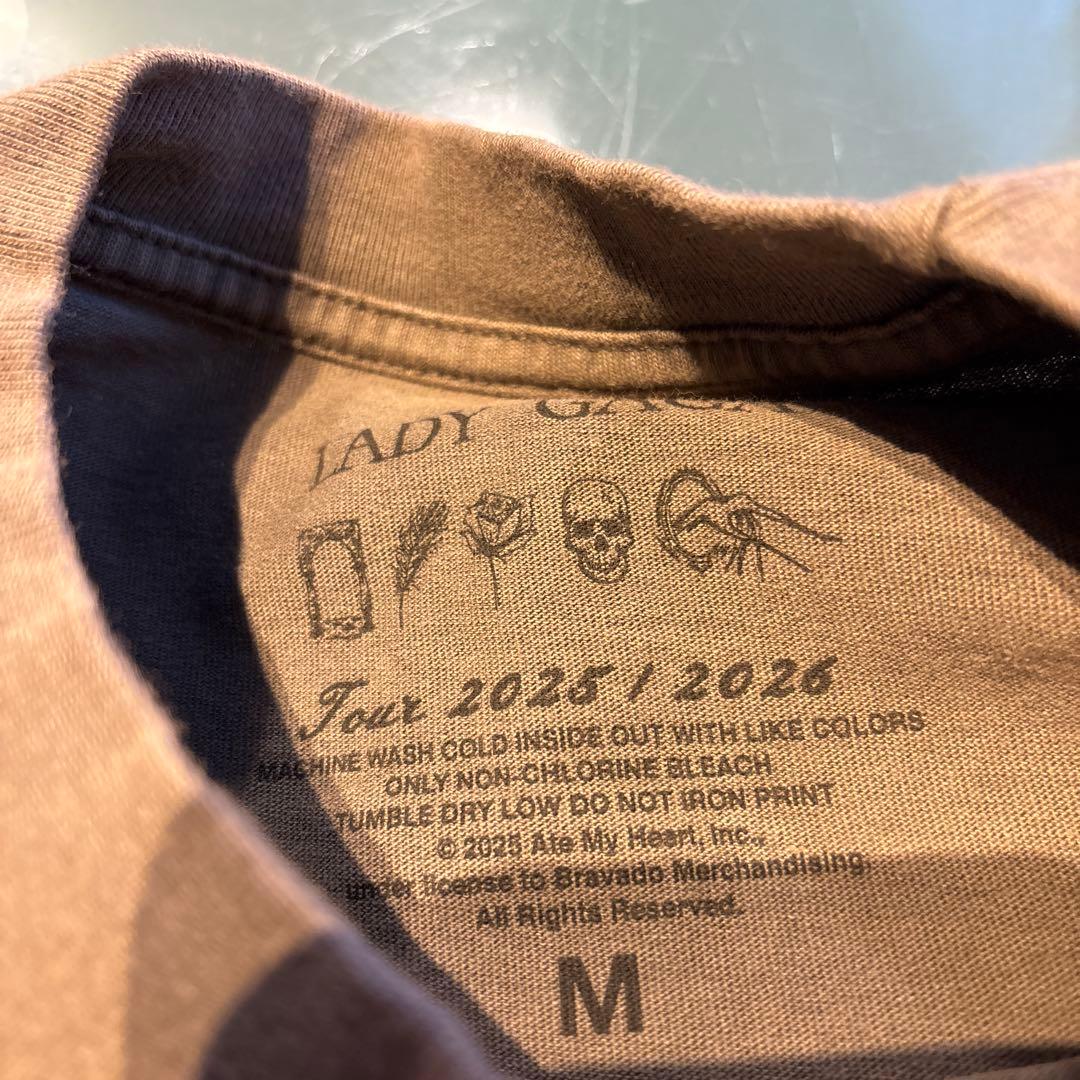 LADY GAGA
Tour 2025 / 2026
MACHINE WASH COLD INSIDE OUT WITH LIKE COLORS
ONLY NON-CHLORINE BLEACH
TUMBLE DRY LOW DO NOT IRON PRINT
© 2025 Ate My Heart, Inc.,
under license to Bravado Merchandising.
All Rights Reserved.
M